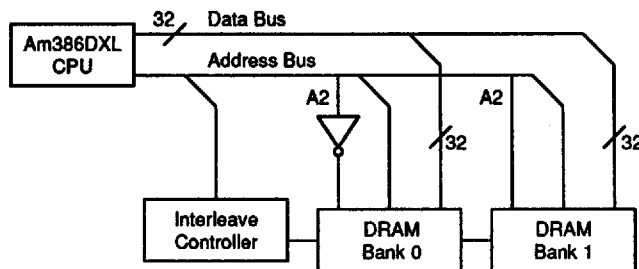 32
Data Bus
Am386DXL
CPU
Address Bus
A2
A2
32
32
Interleave
Controller
DRAM
Bank 0
DRAM
Bank 1